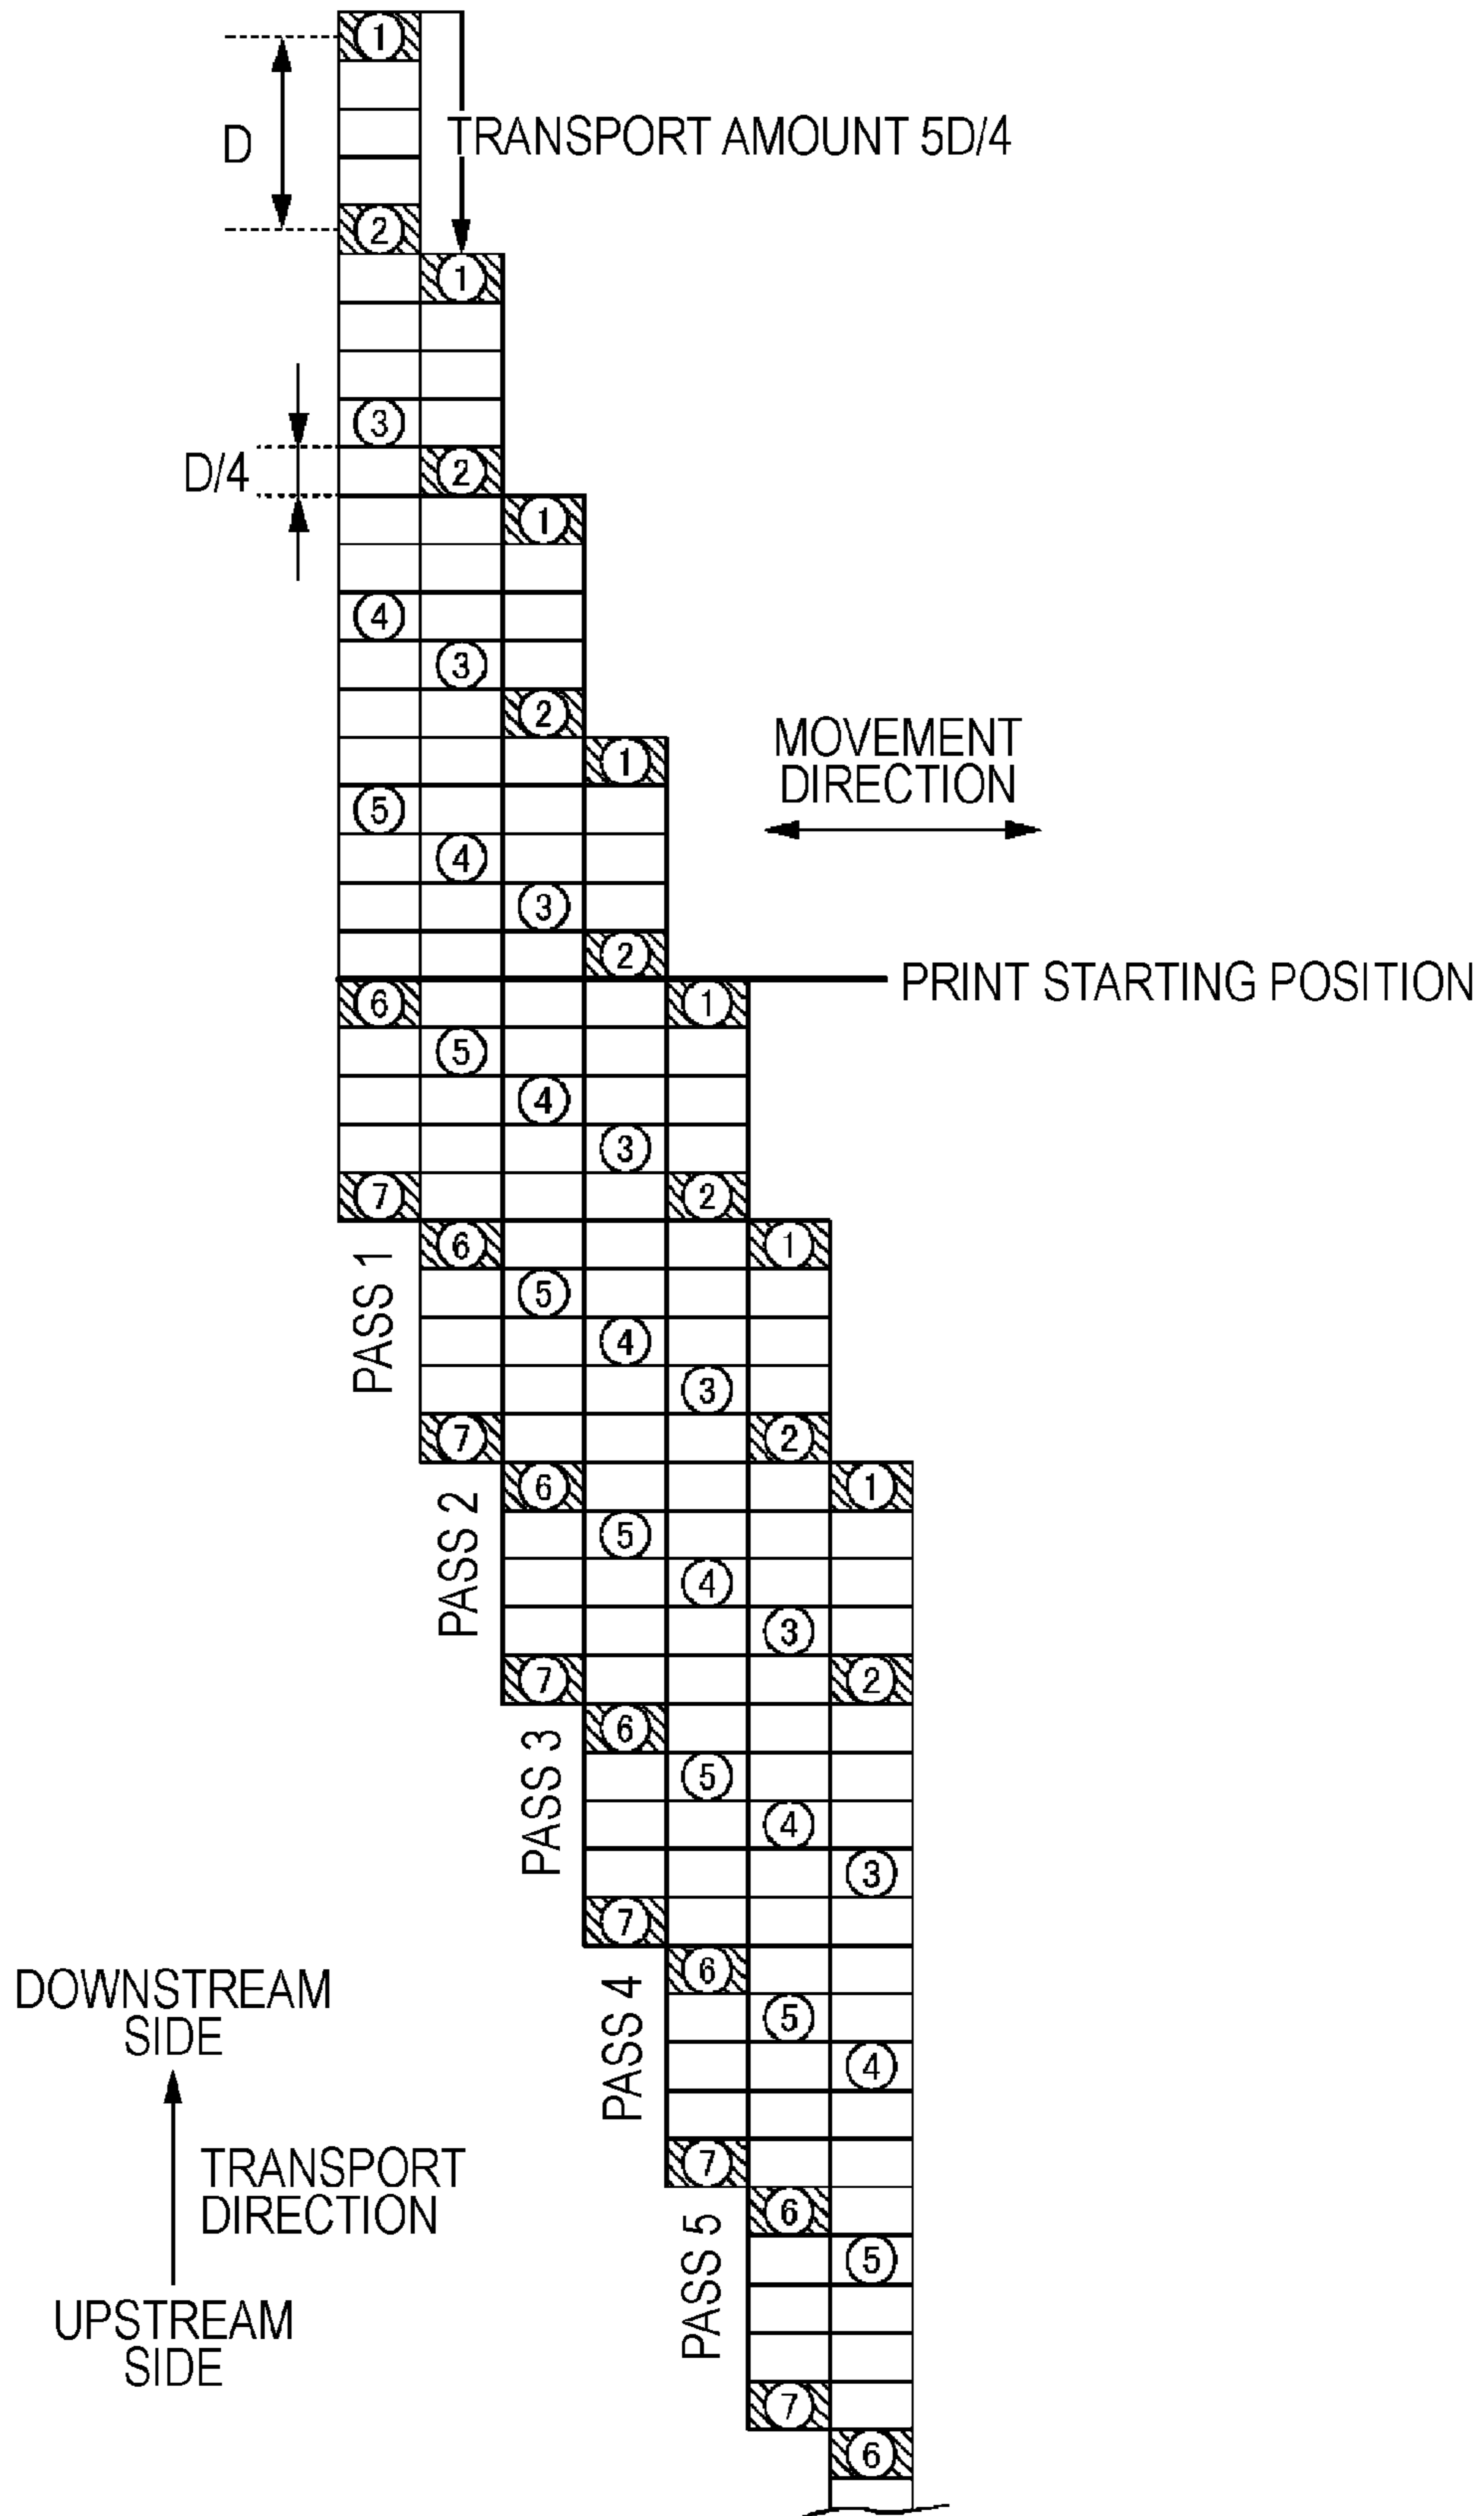 1
D
TRANSPORT AMOUNT 5D/4
2
1
3
D/4
2
1
4
3
2
MOVEMENT
DIRECTION
1
5
4
3
2
PRINT STARTING POSITION
6 1
5
4
3
7 2
PASS 1
6 1
5
4
3
7 2
PASS 2
6 1
5
4
3
7 2
PASS 3
6
5
4
3
7
DOWNSTREAM
SIDE
PASS 4
6
5
4
TRANSPORT
DIRECTION
7
PASS 5
6
5
UPSTREAM
SIDE
7
6